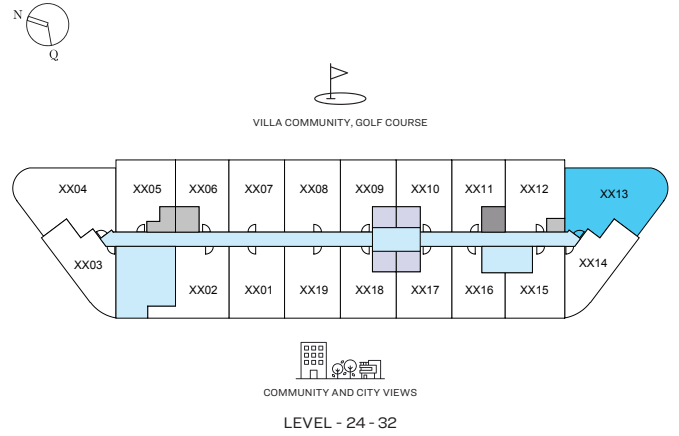 N
Q
VILLA COMMUNITY, GOLF COURSE
XX04 XX05 XX06 XX07 XX08 XX09 XX10 XX11 XX12 XX13
XX03 XX02 XX01 XX19 XX18 XX17 XX16 XX15 XX14
COMMUNITY AND CITY VIEWS
LEVEL - 24 - 32